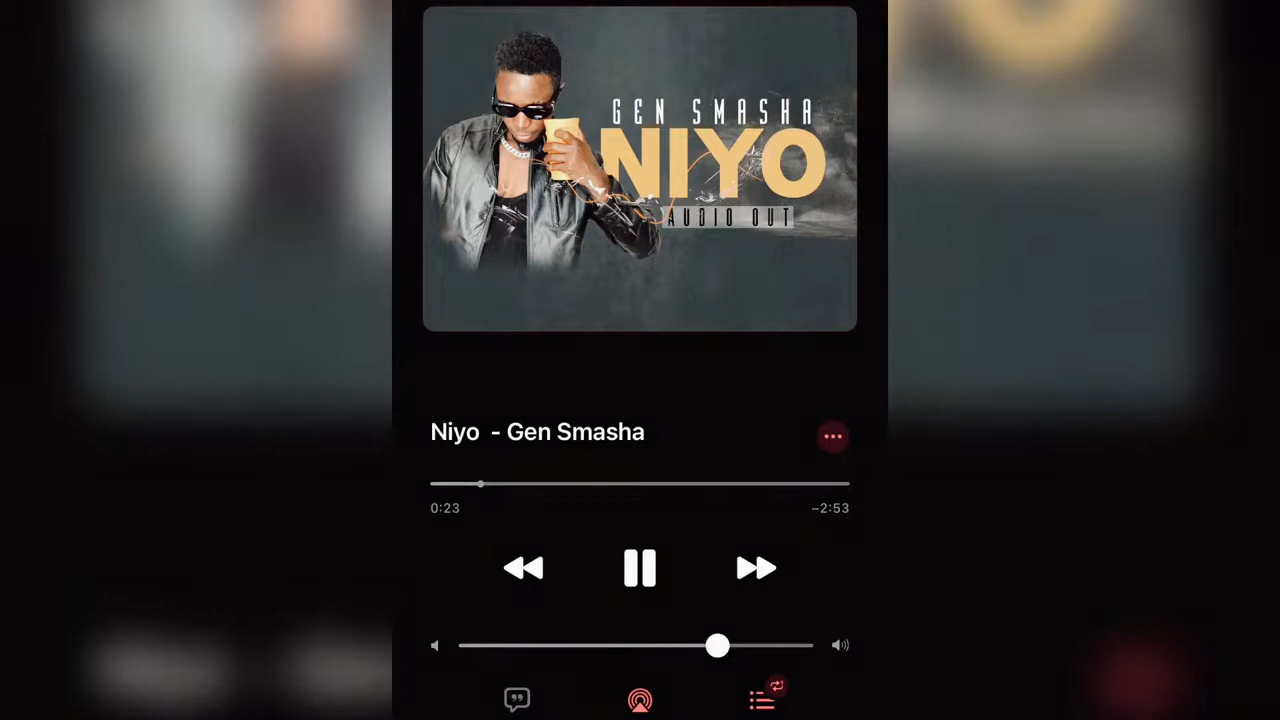 GEN SMASHA
NIYO
AUDIO OUT
Niyo - Gen Smasha
0:23
−2:53